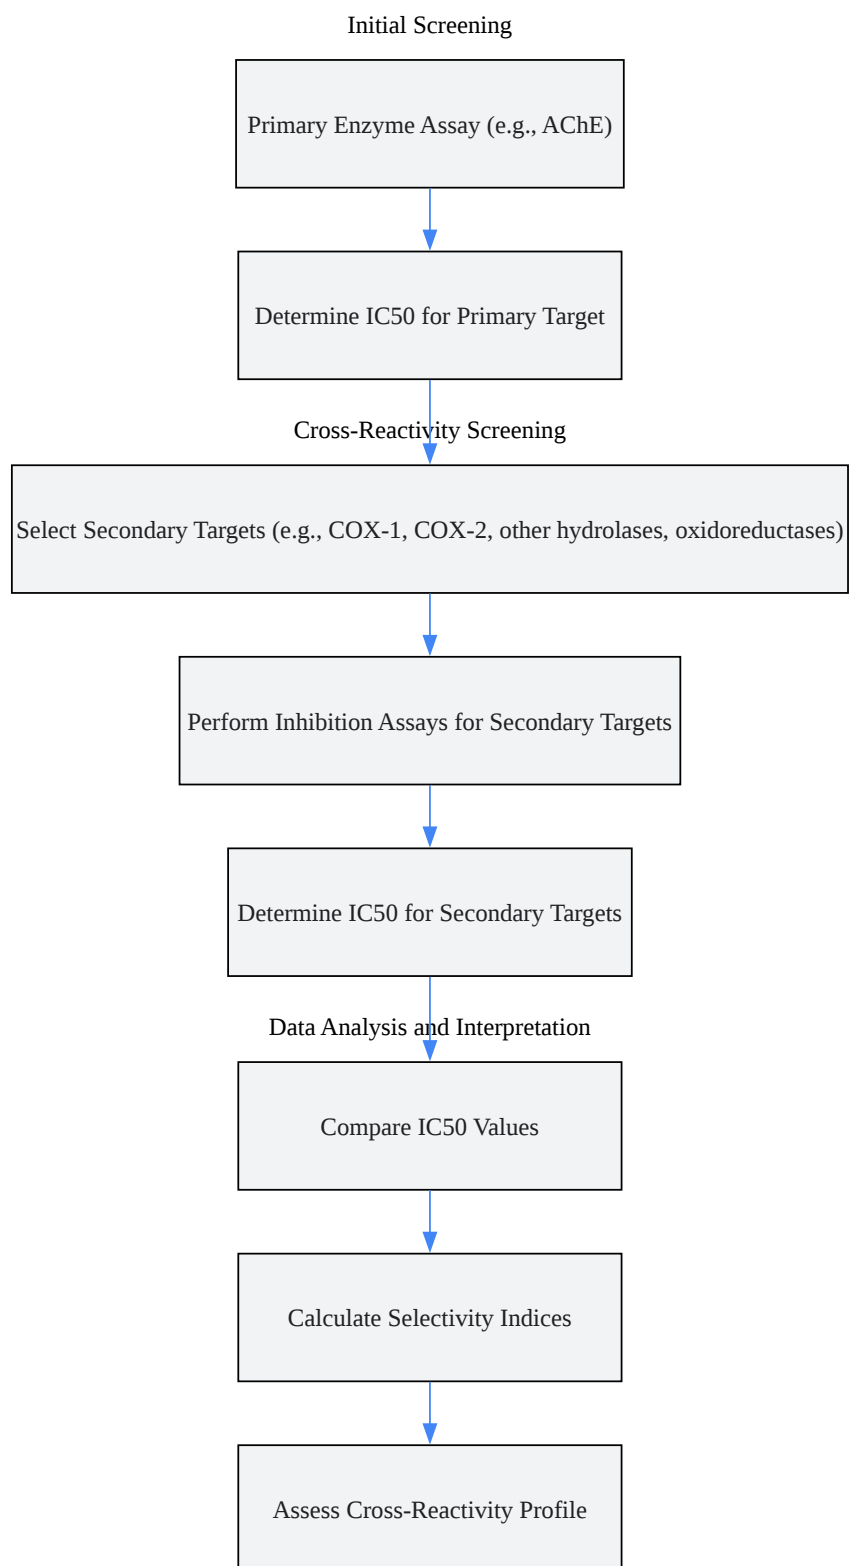 Initial Screening
Primary Enzyme Assay (e.g., AChE)
Determine IC50 for Primary Target
Cross-Reactivity Screening
Select Secondary Targets (e.g., COX-1, COX-2, other hydrolases, oxidoreductases)
Perform Inhibition Assays for Secondary Targets
Determine IC50 for Secondary Targets
Data Analysis and Interpretation
Compare IC50 Values
Calculate Selectivity Indices
Assess Cross-Reactivity Profile